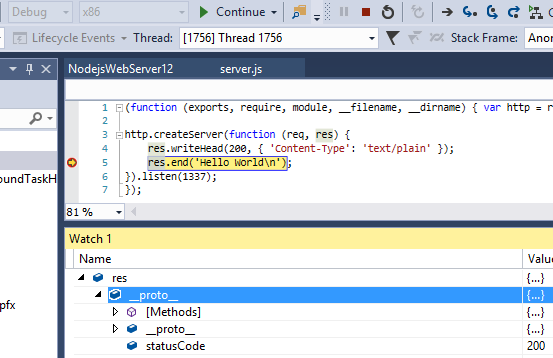 Debug x86 Continue
Lifecycle Events Thread: [1756] Thread 1756 Stack Frame: Anon
NodejsWebServer12 server.js
1 (function (exports, require, module, __filename, __dirname) { var http = r
2
3 http.createServer(function (req, res) {
4 res.writeHead(200, { 'Content-Type': 'text/plain' });
5 res.end('Hello World\n');
6 }).listen(1337);
7 });
oundTaskH
81 %
Watch 1
Name Value
res {...}
__proto__ {...}
pfx
[Methods] {...}
__proto__ {...}
statusCode 200